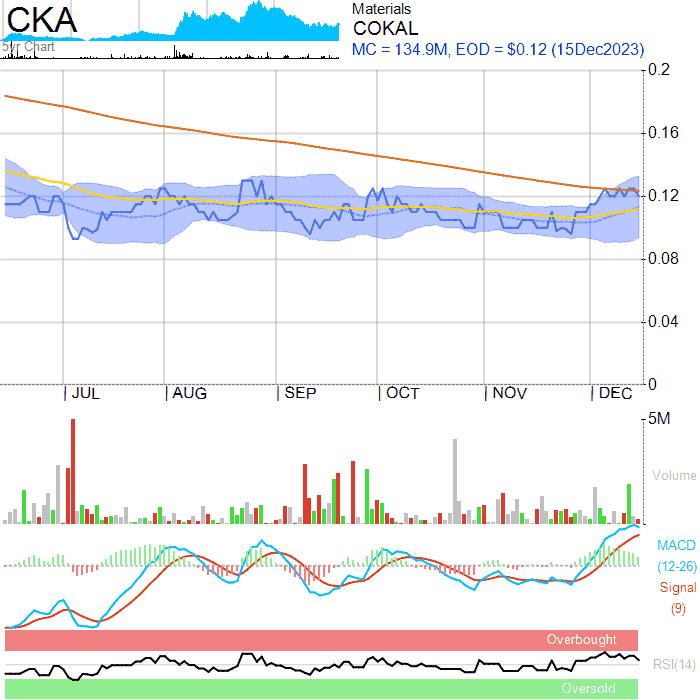 CKA
5yr Chart
Materials
COKAL
MC = 134.9M, EOD = $0.12 (15Dec2023)
0.2
0.16
0.12
0.08
0.04
0
JUL AUG SEP OCT NOV DEC
5M
Volume
MACD
(12-26)
Signal
(9)
Overbought
RSI(14)
Oversold